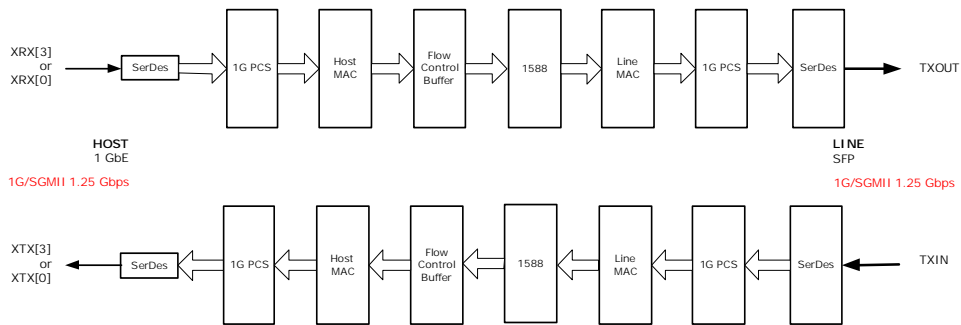 XRX[3]
or
XRX[0]
SerDes
1G PCS
Host
MAC
Flow
Control
Buffer
1588
Line
MAC
1G PCS
SerDes
TXOUT
HOST
1 GbE
LINE
SFP
1G/SGMII 1.25 Gbps
1G/SGMII 1.25 Gbps
XTX[3]
or
XTX[0]
SerDes
1G PCS
Host
MAC
Flow
Control
Buffer
1588
Line
MAC
1G PCS
SerDes
TXIN